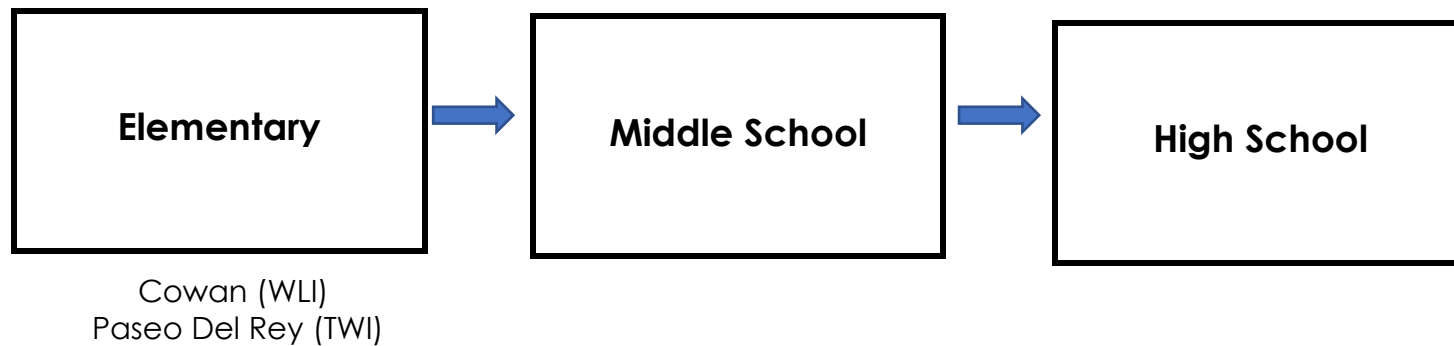 Elementary
Middle School
High School
Cowan (WLI)
Paseo Del Rey (TWI)